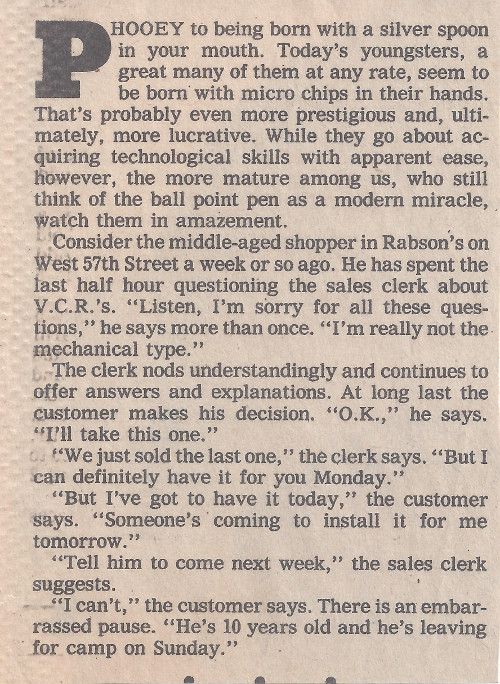 PHOOEY to being born with a silver spoon
in your mouth. Today's youngsters, a
great many of them at any rate, seem to
be born with micro chips in their hands.
That's probably even more prestigious and, ulti-
mately, more lucrative. While they go about ac-
quiring technological skills with apparent ease,
however, the more mature among us, who still
think of the ball point pen as a modern miracle,
watch them in amazement.
Consider the middle-aged shopper in Rabson's on
West 57th Street a week or so ago. He has spent the
last half hour questioning the sales clerk about
V.C.R.'s. "Listen, I'm sorry for all these ques-
tions," he says more than once. "I'm really not the
mechanical type."
The clerk nods understandingly and continues to
offer answers and explanations. At long last the
customer makes his decision. "O.K.," he says.
"I'll take this one."
"We just sold the last one," the clerk says. "But I
can definitely have it for you Monday."
"But I've got to have it today," the customer
says. "Someone's coming to install it for me
tomorrow."
"Tell him to come next week," the sales clerk
suggests.
"I can't," the customer says. There is an embar-
rassed pause. "He's 10 years old and he's leaving
for camp on Sunday."